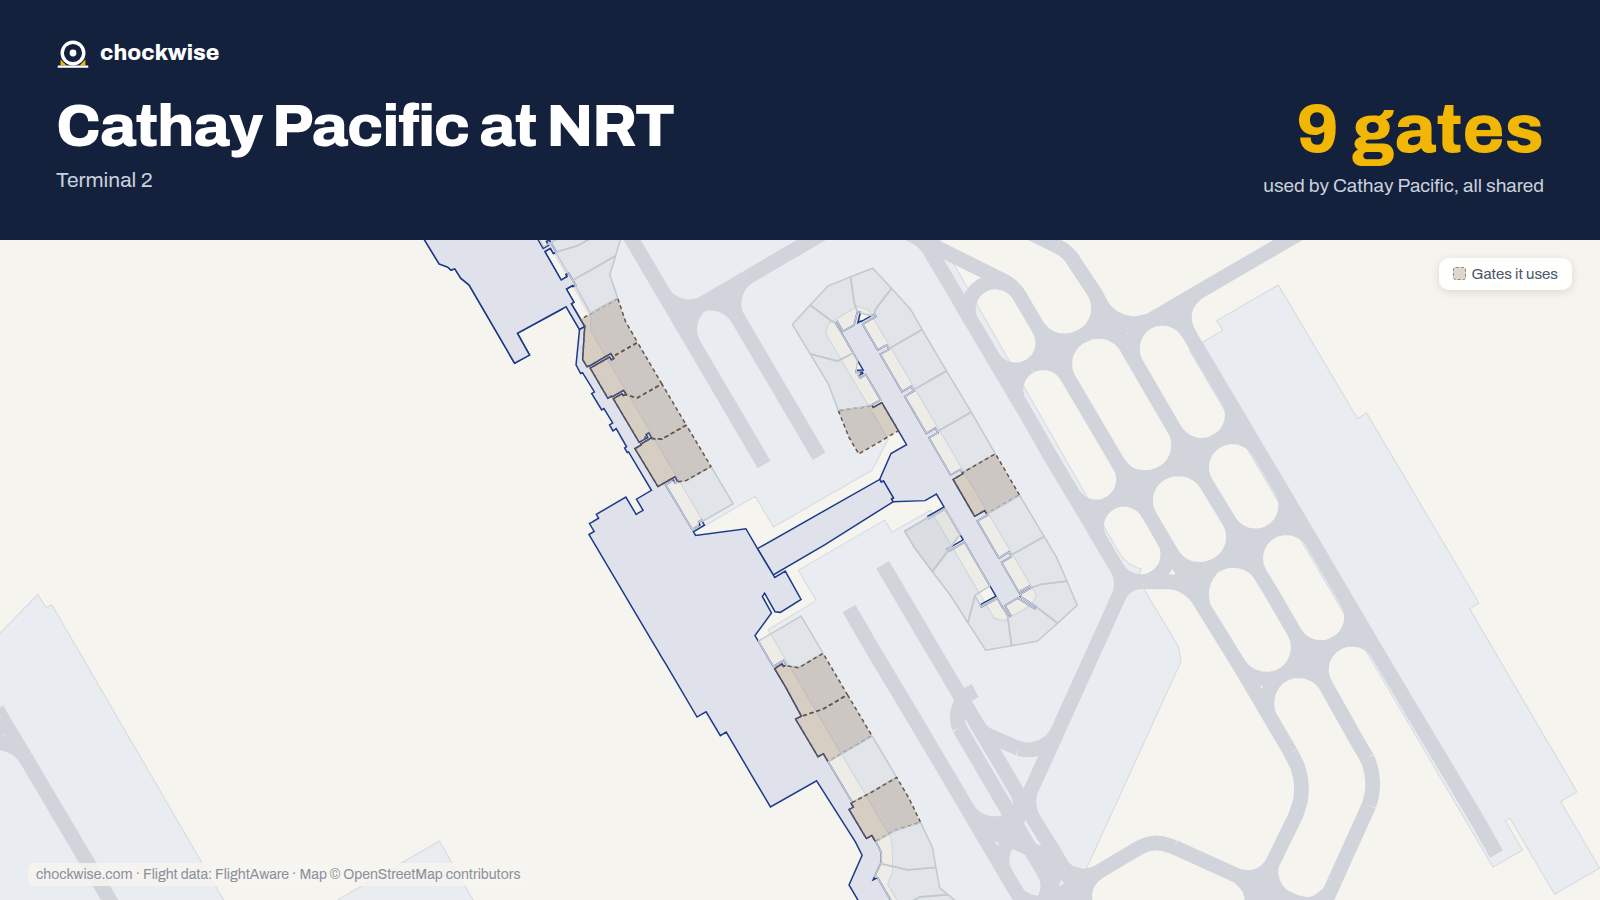 chockwise
Cathay Pacific at NRT
Terminal 2
9 gates
used by Cathay Pacific, all shared
Gates it uses
chockwise.com · Flight data: FlightAware · Map © OpenStreetMap contributors